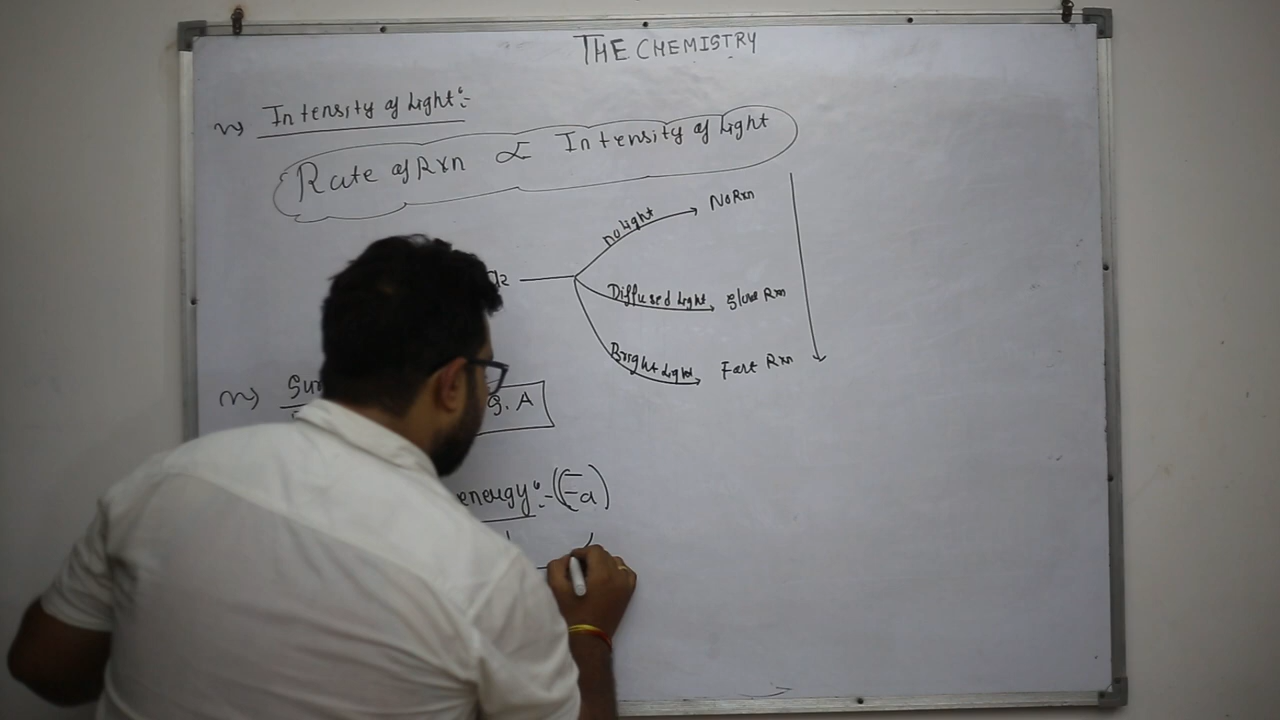 THE CHEMISTRY
Intensity of Light :-
Rate of Rxn ∝ Intensity of Light
No Light
No Rxn
Diffused Light
Slow Rxn
Bright Light
Fast Rxn
S.A
energy :- (Ea)